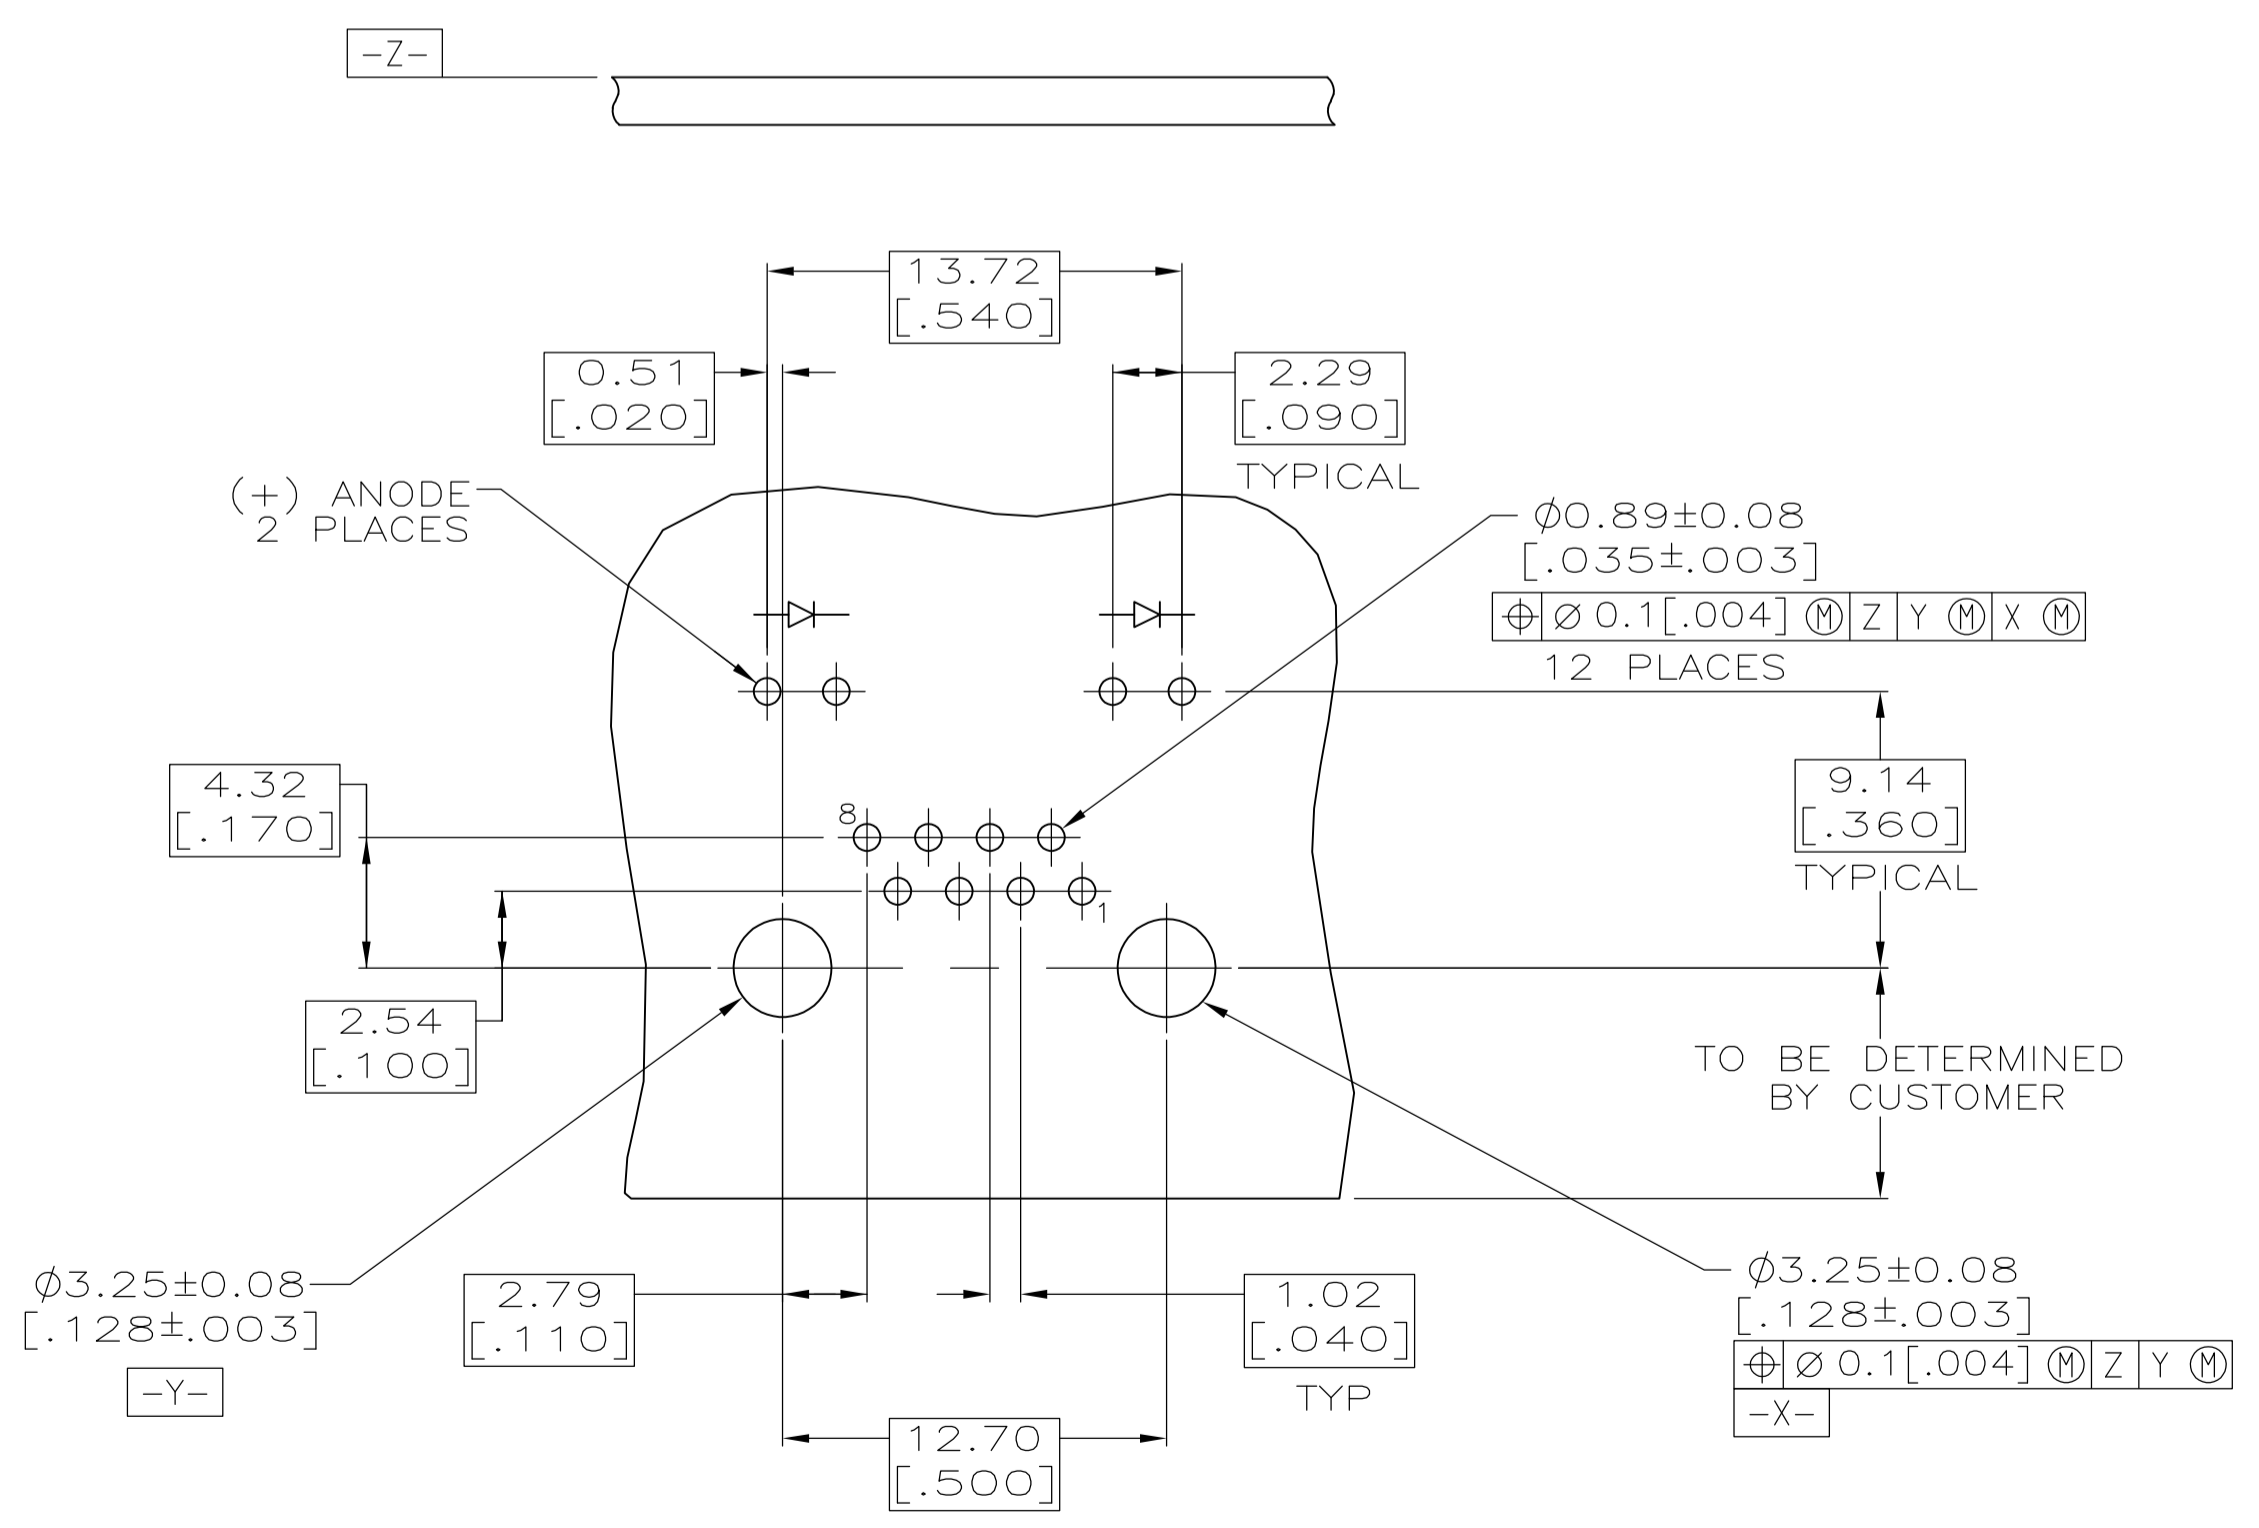 -Z-
13.72
[.540]
0.51
[.020]
2.29
[.090]
TYPICAL
(+) ANODE
2 PLACES
⌀0.89±0.08
[.035±.003]
⌖ ⌀ 0.1[.004] Ⓜ Z Y Ⓜ X Ⓜ
12 PLACES
4.32
[.170]
8
9.14
[.360]
TYPICAL
1
2.54
[.100]
TO BE DETERMINED
BY CUSTOMER
⌀3.25±0.08
[.128±.003]
-Y-
2.79
[.110]
1.02
[.040]
TYP
⌀3.25±0.08
[.128±.003]
⌖ ⌀ 0.1[.004] Ⓜ Z Y Ⓜ
-X-
12.70
[.500]